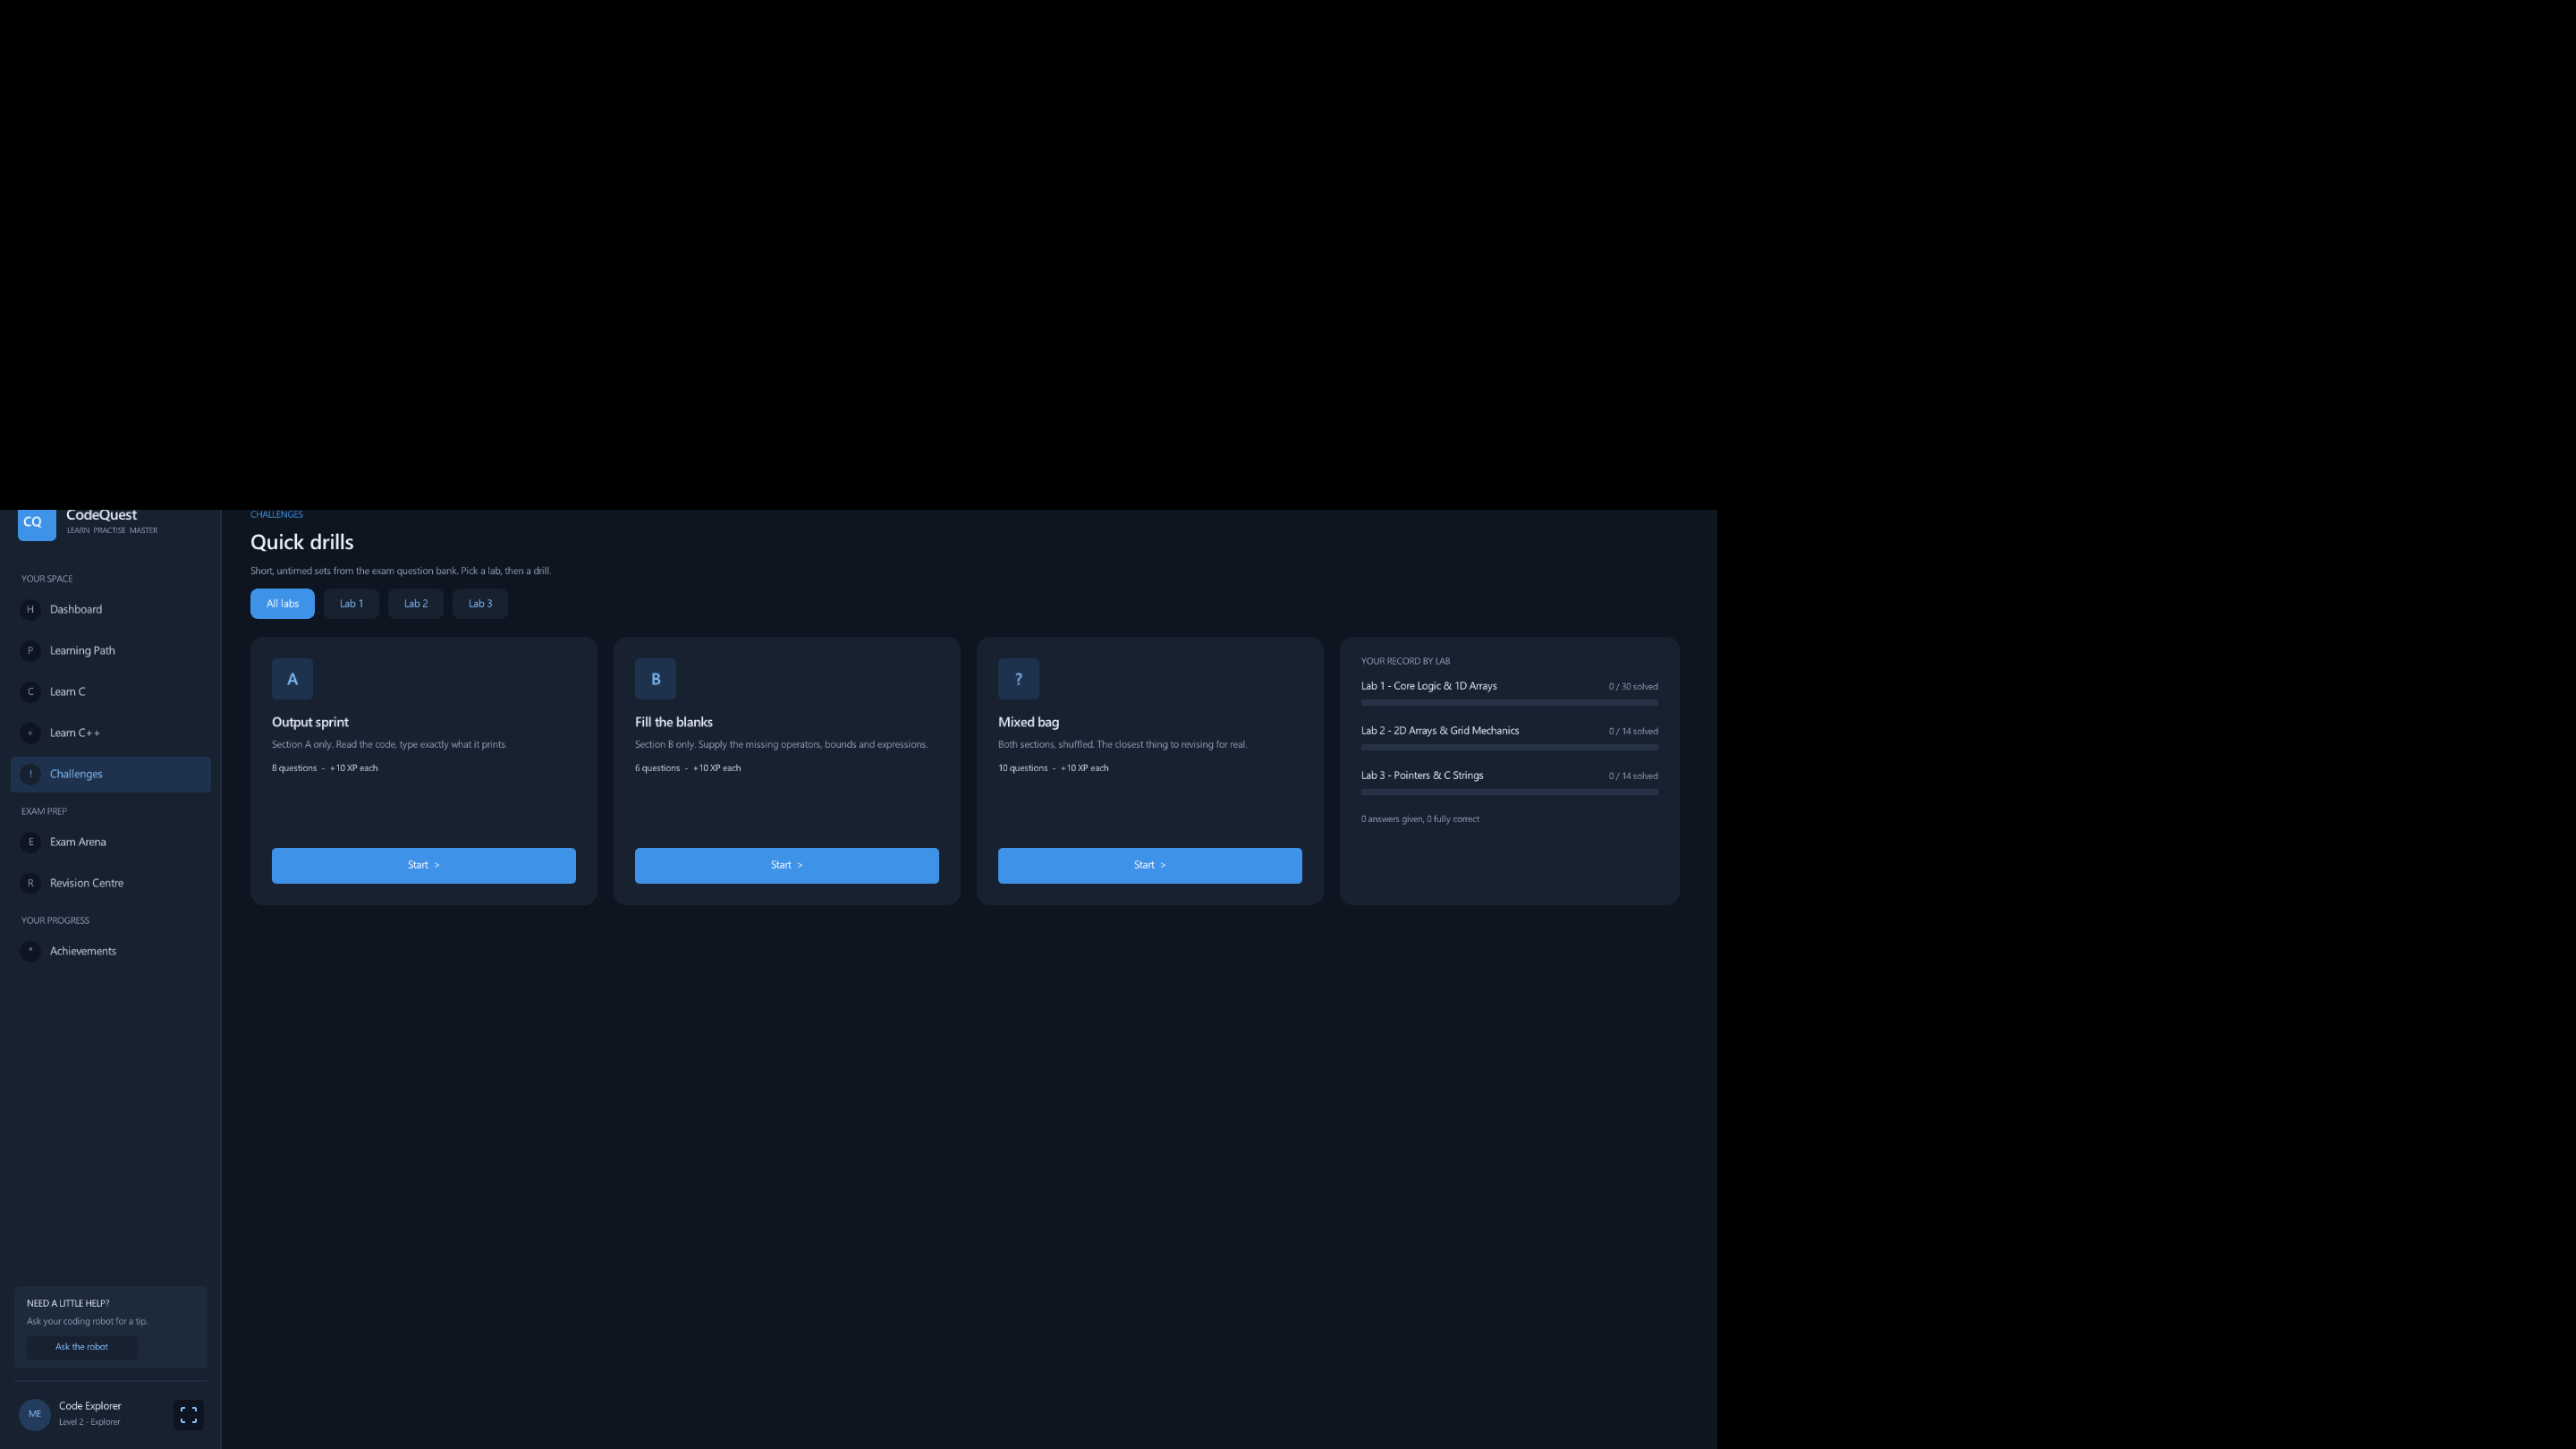 CQ
CodeQuest
LEARN PRACTISE MASTER
YOUR SPACE
H Dashboard
P Learning Path
C Learn C
+ Learn C++
! Challenges
EXAM PREP
E Exam Arena
R Revision Centre
YOUR PROGRESS
* Achievements
NEED A LITTLE HELP?
Ask your coding robot for a tip.
Ask the robot
ME
Code Explorer
Level 2 - Explorer
CHALLENGES
Quick drills
Short, untimed sets from the exam question bank. Pick a lab, then a drill.
All labs Lab 1 Lab 2 Lab 3
A
Output sprint
Section A only. Read the code, type exactly what it prints.
8 questions - +10 XP each
Start >
B
Fill the blanks
Section B only. Supply the missing operators, bounds and expressions.
6 questions - +10 XP each
Start >
?
Mixed bag
Both sections, shuffled. The closest thing to revising for real.
10 questions - +10 XP each
Start >
YOUR RECORD BY LAB
Lab 1 - Core Logic & 1D Arrays 0 / 30 solved
Lab 2 - 2D Arrays & Grid Mechanics 0 / 14 solved
Lab 3 - Pointers & C Strings 0 / 14 solved
0 answers given, 0 fully correct